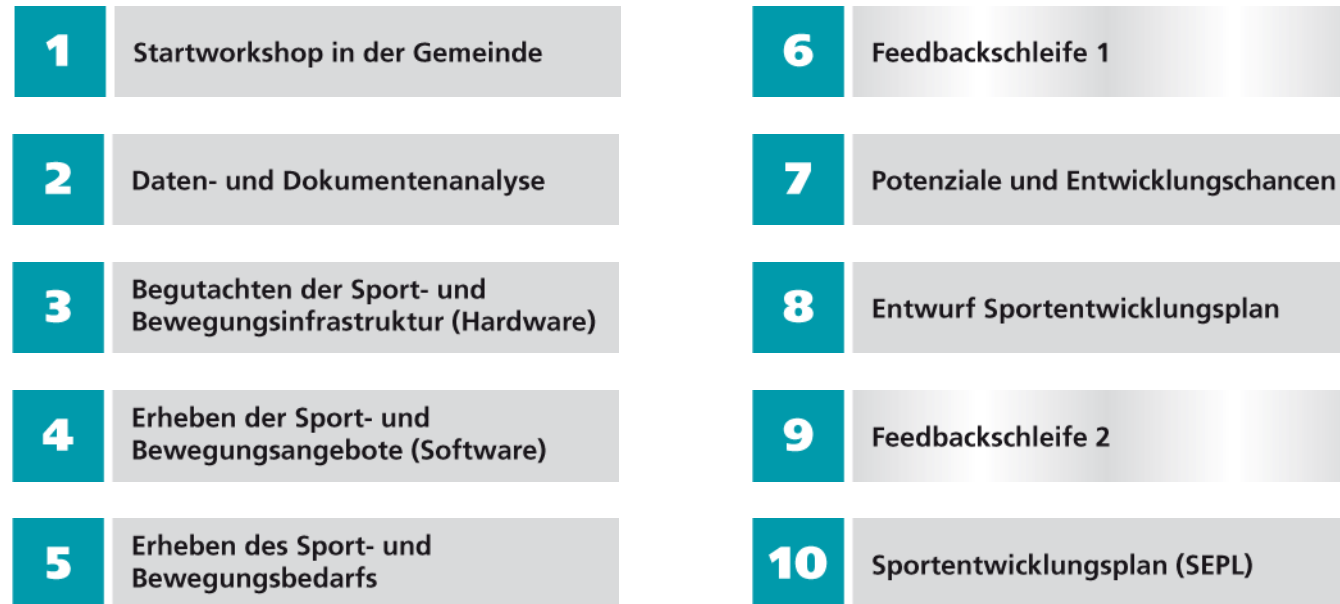 1
Startworkshop in der Gemeinde
2
Daten- und Dokumentenanalyse
3
Begutachten der Sport- und
Bewegungsinfrastruktur (Hardware)
4
Erheben der Sport- und
Bewegungsangebote (Software)
5
Erheben des Sport- und
Bewegungsbedarfs
6
Feedbackschleife 1
7
Potenziale und Entwicklungschancen
8
Entwurf Sportentwicklungsplan
9
Feedbackschleife 2
10
Sportentwicklungsplan (SEPL)